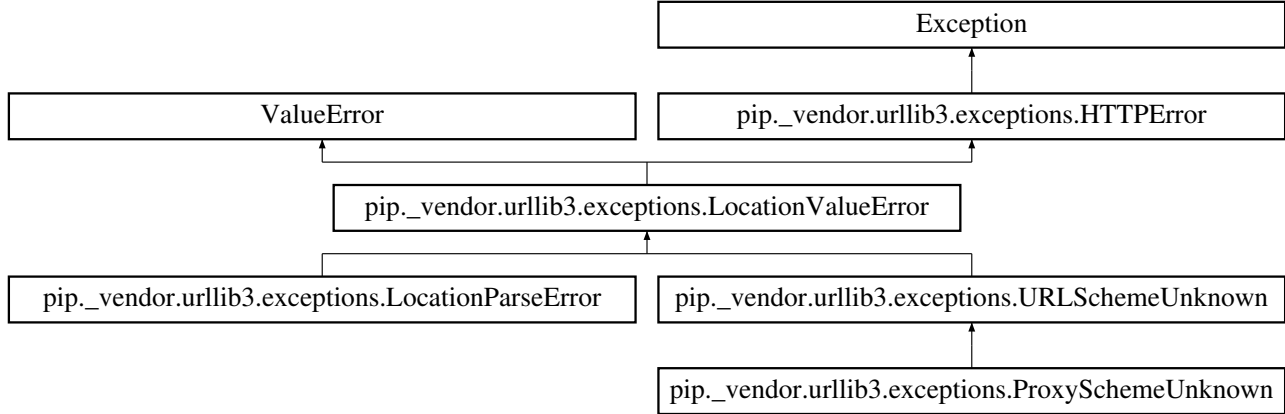 Exception
ValueError
pip._vendor.urllib3.exceptions.HTTPError
pip._vendor.urllib3.exceptions.LocationValueError
pip._vendor.urllib3.exceptions.LocationParseError
pip._vendor.urllib3.exceptions.URLSchemeUnknown
pip._vendor.urllib3.exceptions.ProxySchemeUnknown